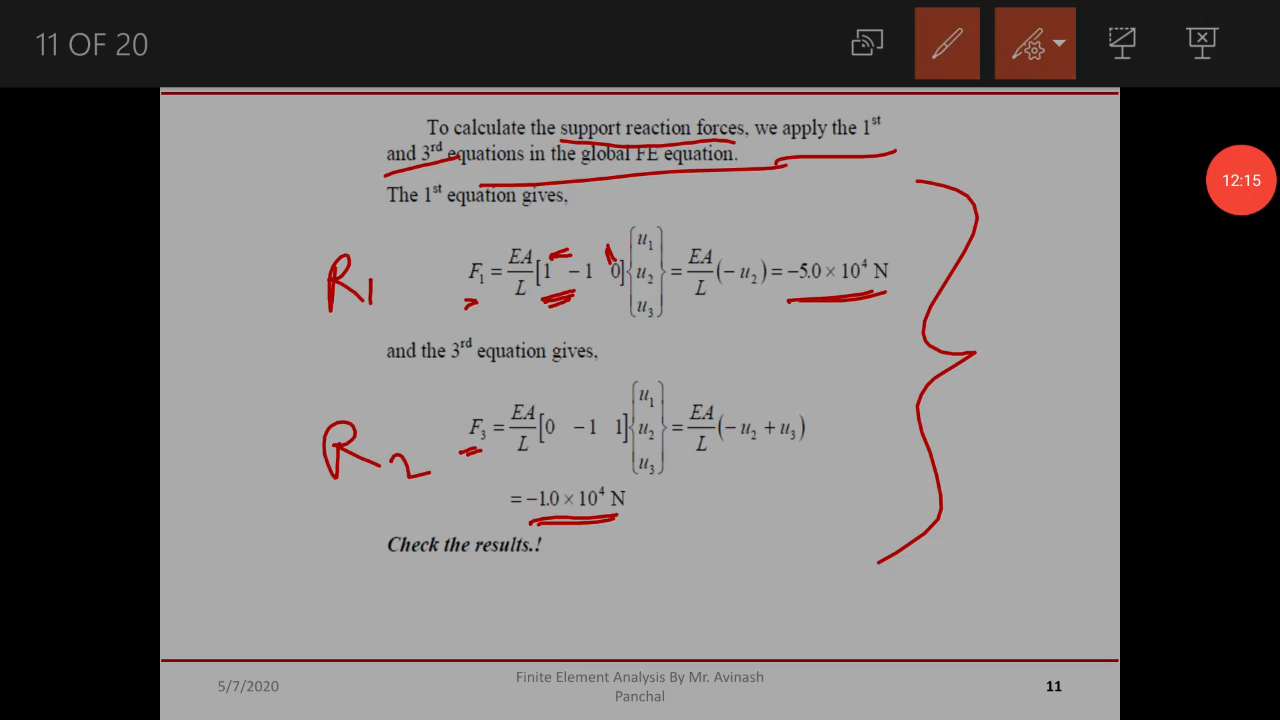 11 OF 20
12:15
To calculate the support reaction forces, we apply the 1st
and 3rd equations in the global FE equation.
The 1st equation gives,
R1
F1 = EA/L [1 -1 0] {u1 u2 u3} = EA/L (-u2) = -5.0 × 10^4 N
and the 3rd equation gives,
R2
F3 = EA/L [0 -1 1] {u1 u2 u3} = EA/L (-u2 + u3)
= -1.0 × 10^4 N
Check the results.!
5/7/2020
Finite Element Analysis By Mr. Avinash
Panchal
11